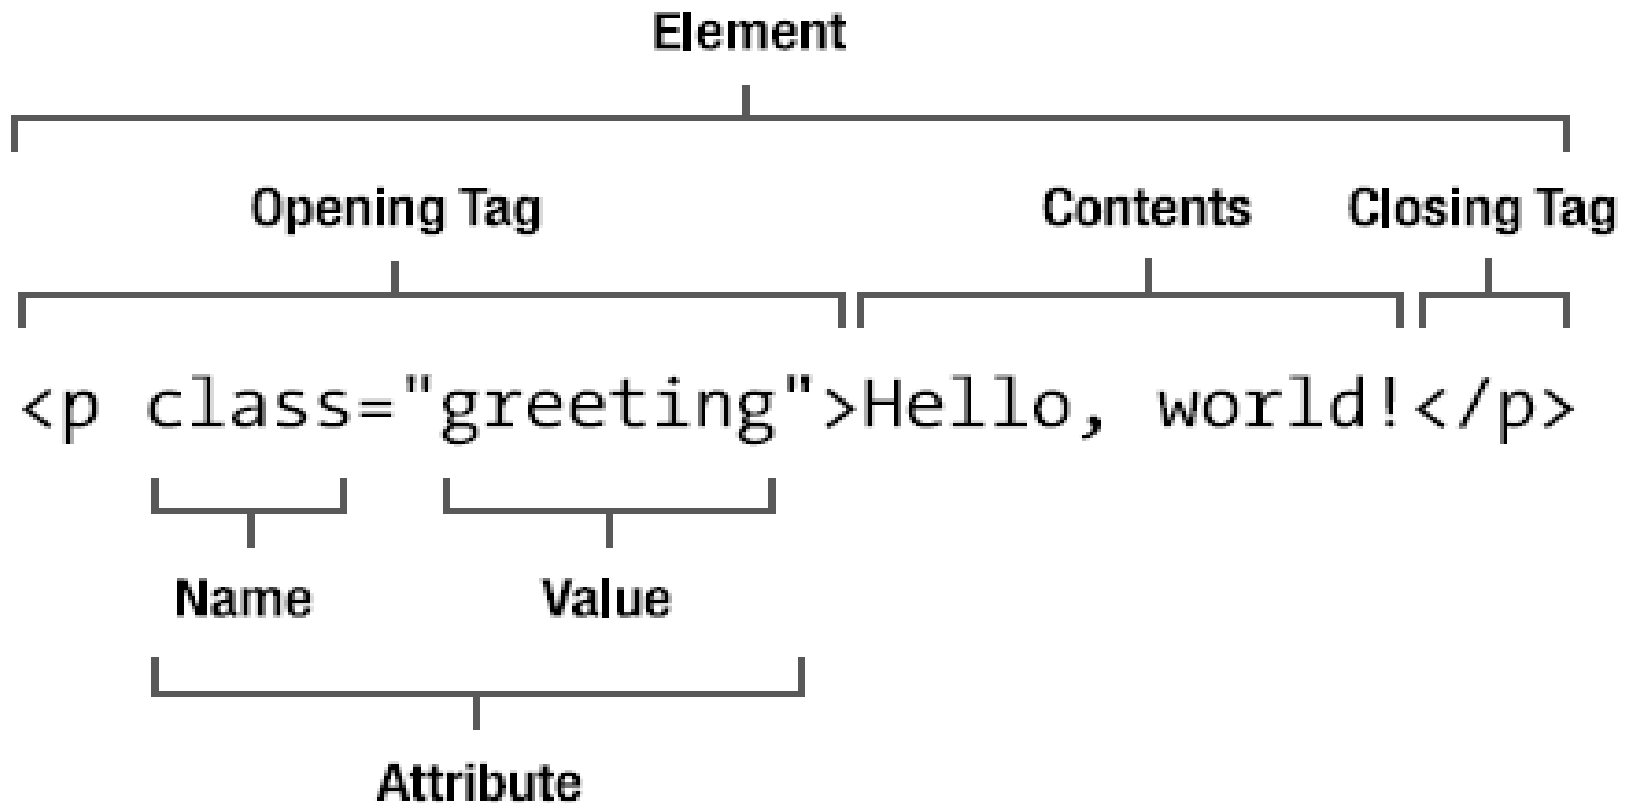 Element
Opening Tag Contents Closing Tag
<p class="greeting">Hello, world!</p>
Name Value
Attribute